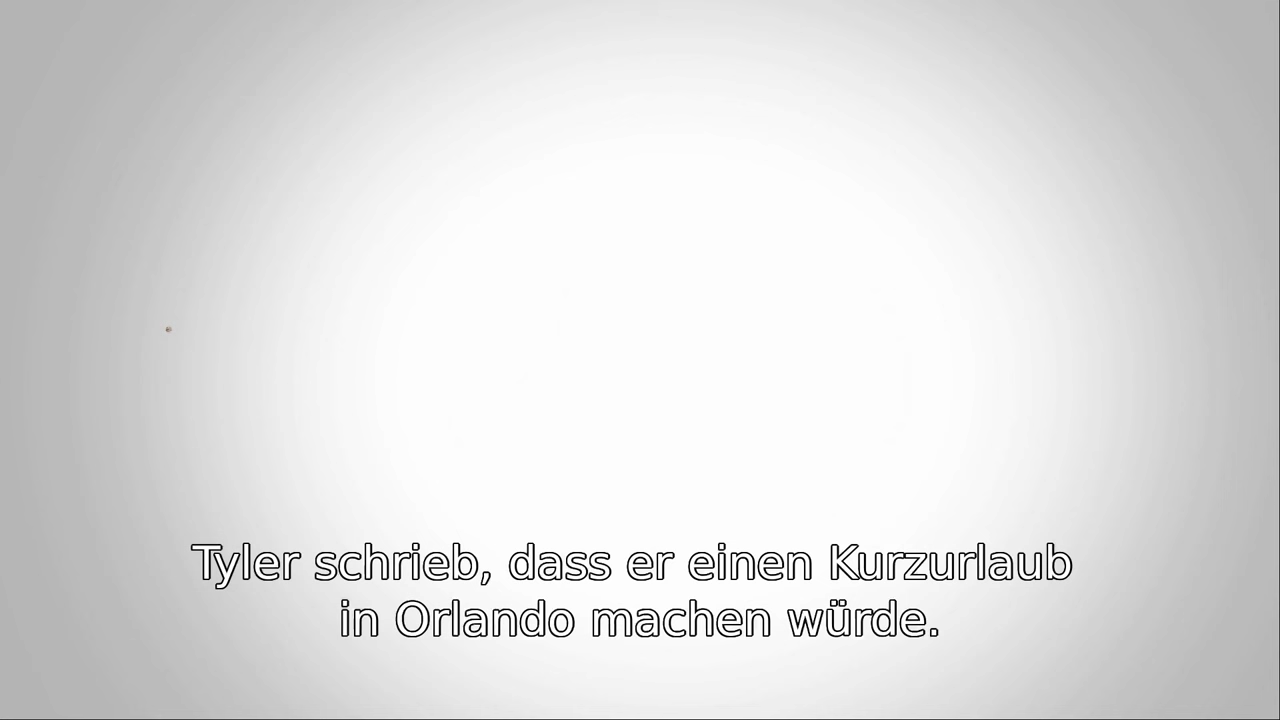 Tyler schrieb, dass er einen Kurzurlaub
in Orlando machen würde.